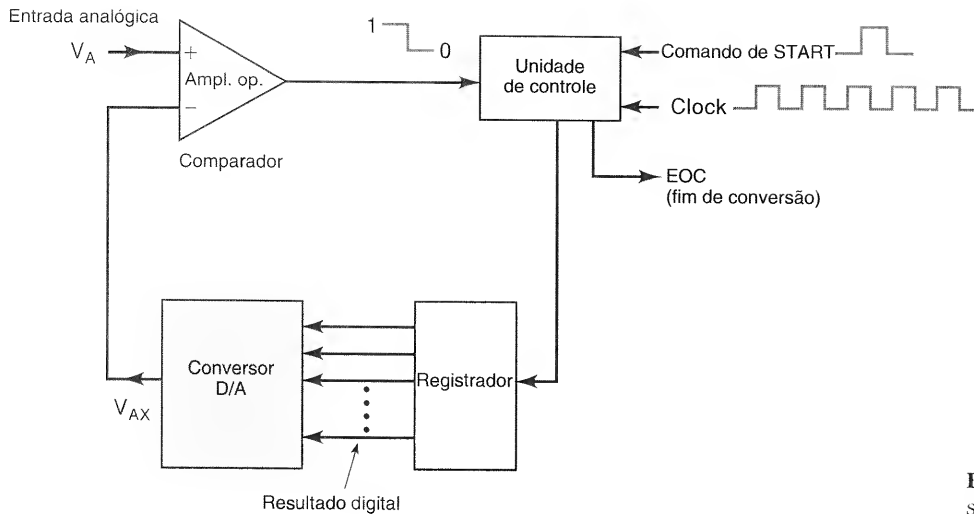 Entrada analógica
V_A
+
Ampl. op.
−
Comparador
1
0
Unidade
de controle
Comando de START
Clock
EOC
(fim de conversão)
Conversor
D/A
Registrador
V_AX
Resultado digital